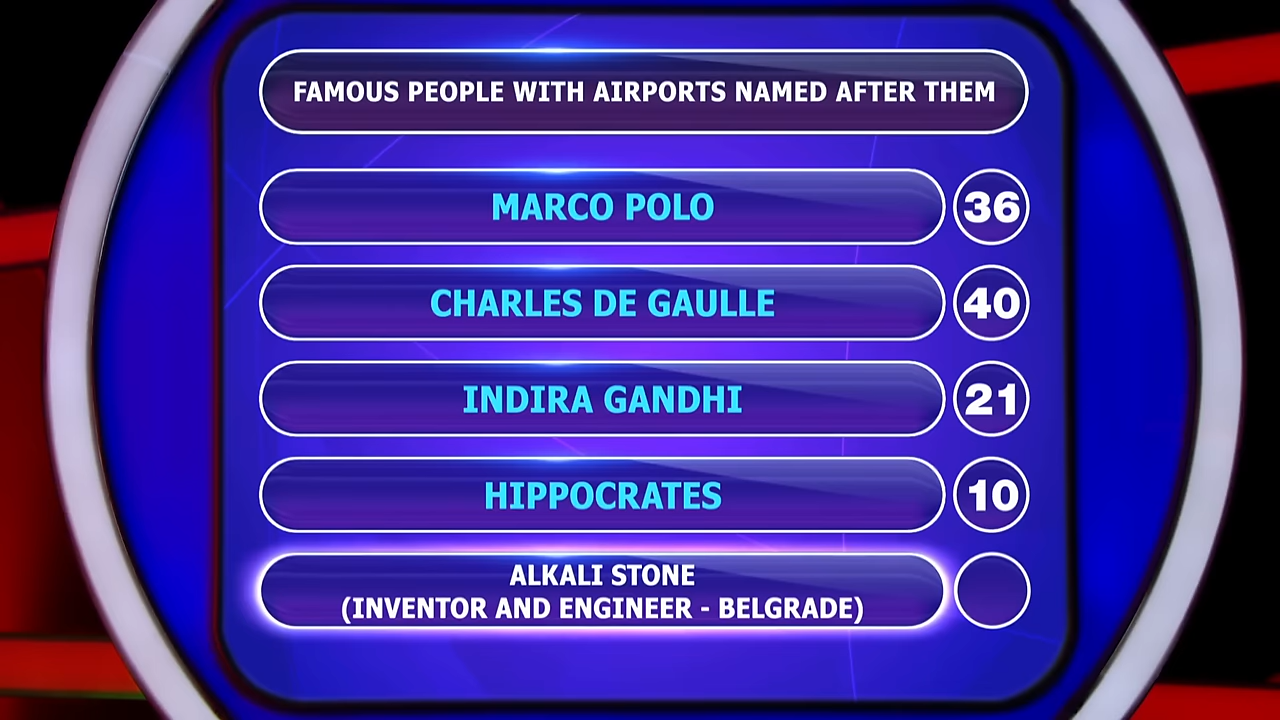 FAMOUS PEOPLE WITH AIRPORTS NAMED AFTER THEM
MARCO POLO 36
CHARLES DE GAULLE 40
INDIRA GANDHI 21
HIPPOCRATES 10
ALKALI STONE
(INVENTOR AND ENGINEER - BELGRADE)